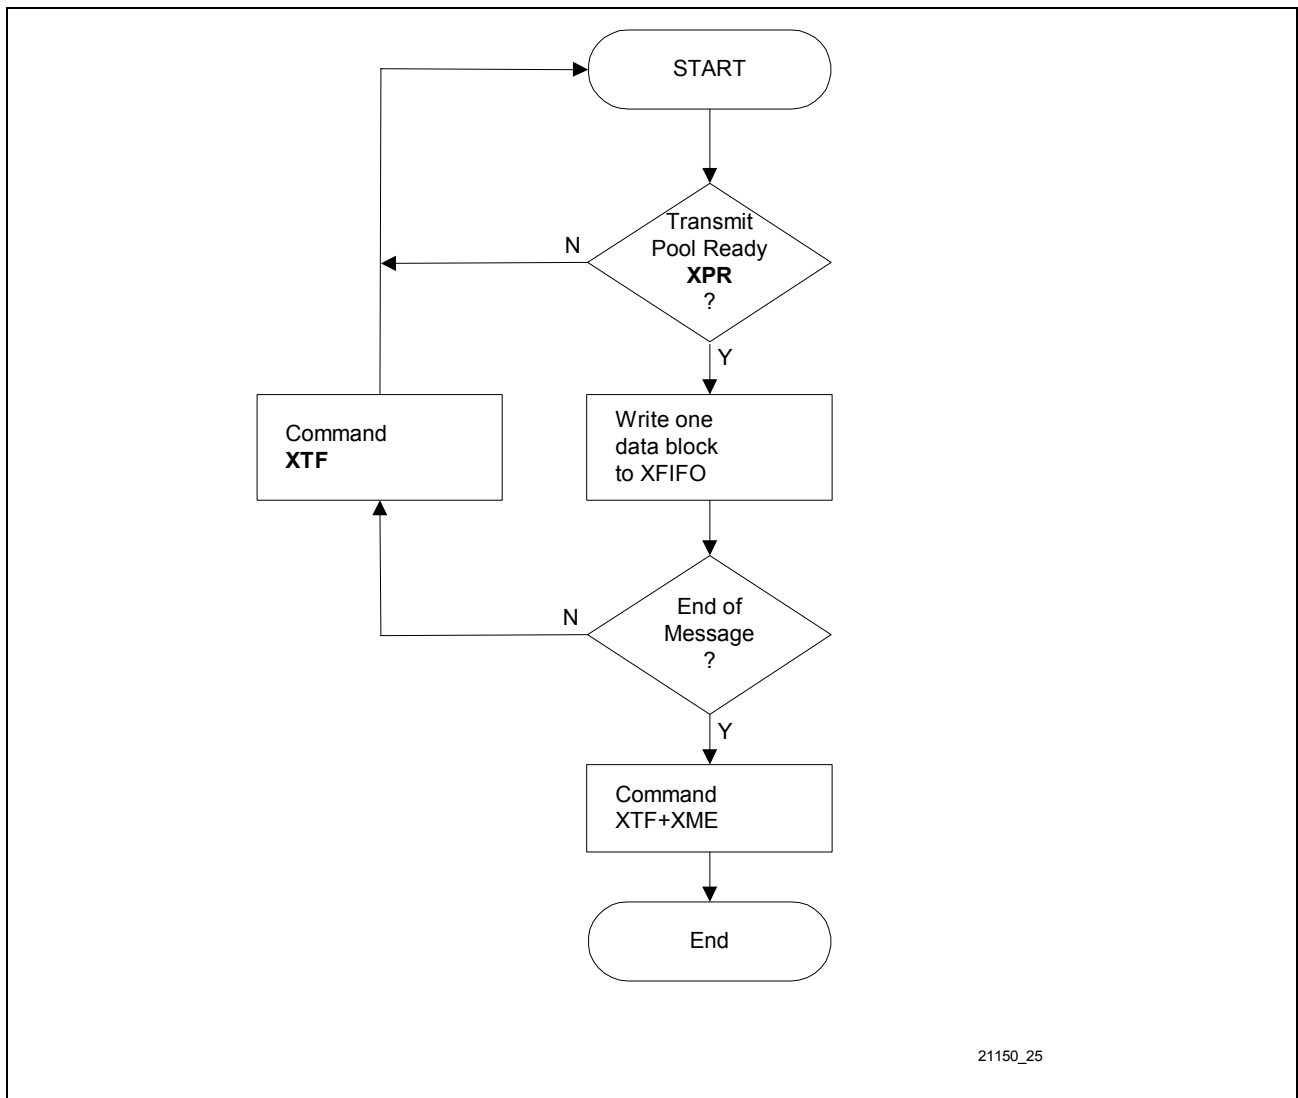 START
Transmit
Pool Ready
XPR
?
N
Y
Command
XTF
Write one
data block
to XFIFO
End of
Message
?
N
Y
Command
XTF+XME
End
21150_25